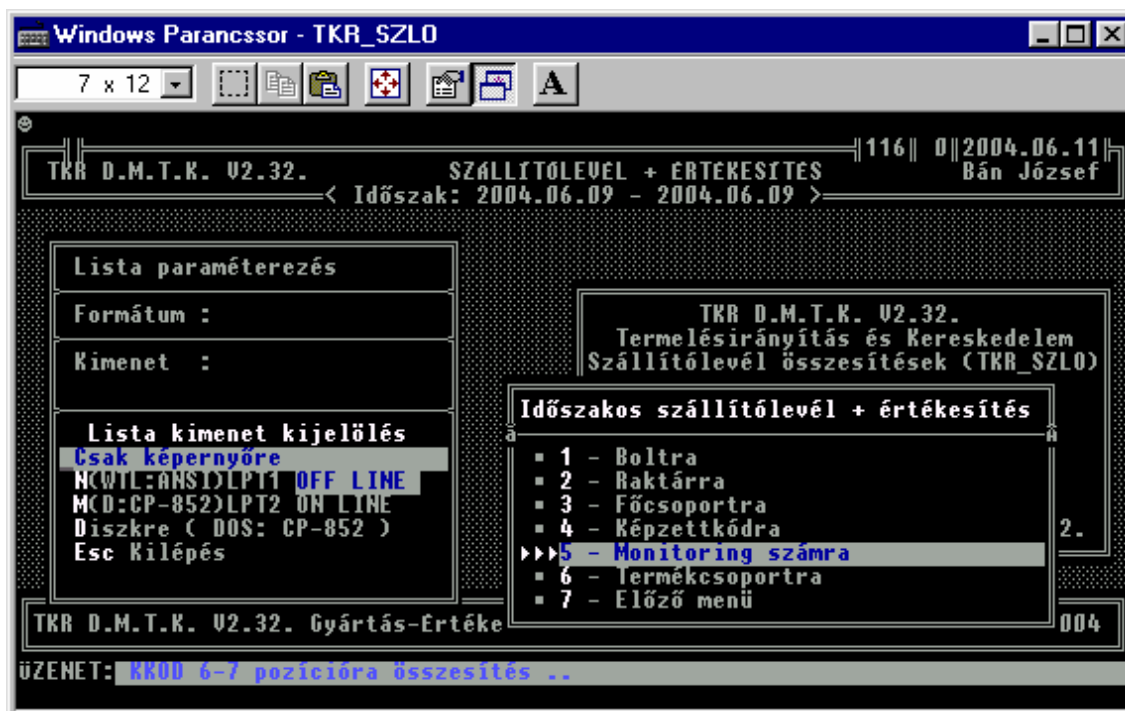 Windows Parancssor - TKR_SZLO
7 x 12
A
116 0 2004.06.11
TKR D.M.T.K. V2.32. SZÁLLÍTÓLEVÉL + ÉRTÉKESÍTÉS Bán József
< Időszak: 2004.06.09 - 2004.06.09 >
Lista paraméterezés
Formátum :
Kimenet :
Lista kimenet kijelölés
Csak képernyőre
N(WTL:ANSI)LPT1 OFF LINE
M(D:CP-852)LPT2 ON LINE
Diszkre ( DOS: CP-852 )
Esc Kilépés
TKR D.M.T.K. V2.32.
Termelésirányítás és Kereskedelem
Szállítólevél összesítések (TKR_SZLO)
2.
Időszakos szállítólevél + értékesítés
1 - Boltra
2 - Raktárra
3 - Főcsoportra
4 - Képzettkódra
5 - Monitoring számra
6 - Termékcsoportra
7 - Előző menü
TKR D.M.T.K. V2.32. Gyártás-Értéke
004
üZENET: KKOD 6-7 pozícióra összesítés ..